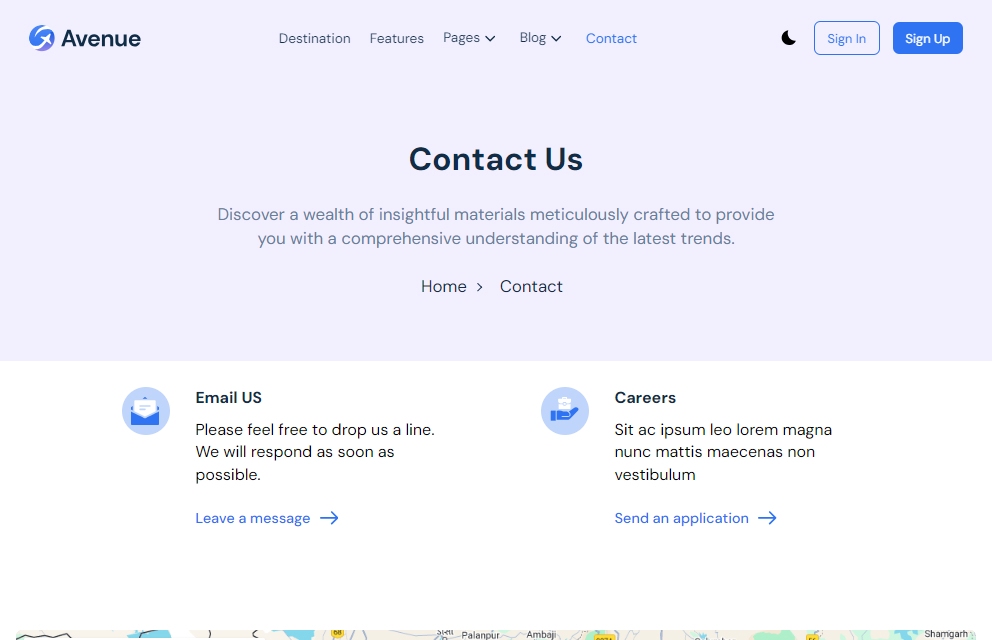 Avenue
Destination
Features
Pages
Blog
Contact
Sign In
Sign Up
Contact Us
Discover a wealth of insightful materials meticulously crafted to provide
you with a comprehensive understanding of the latest trends.
Home > Contact
Email US
Please feel free to drop us a line.
We will respond as soon as
possible.
Leave a message
Careers
Sit ac ipsum leo lorem magna
nunc mattis maecenas non
vestibulum
Send an application
Palanpur
Ambaji
Shamgarh
68